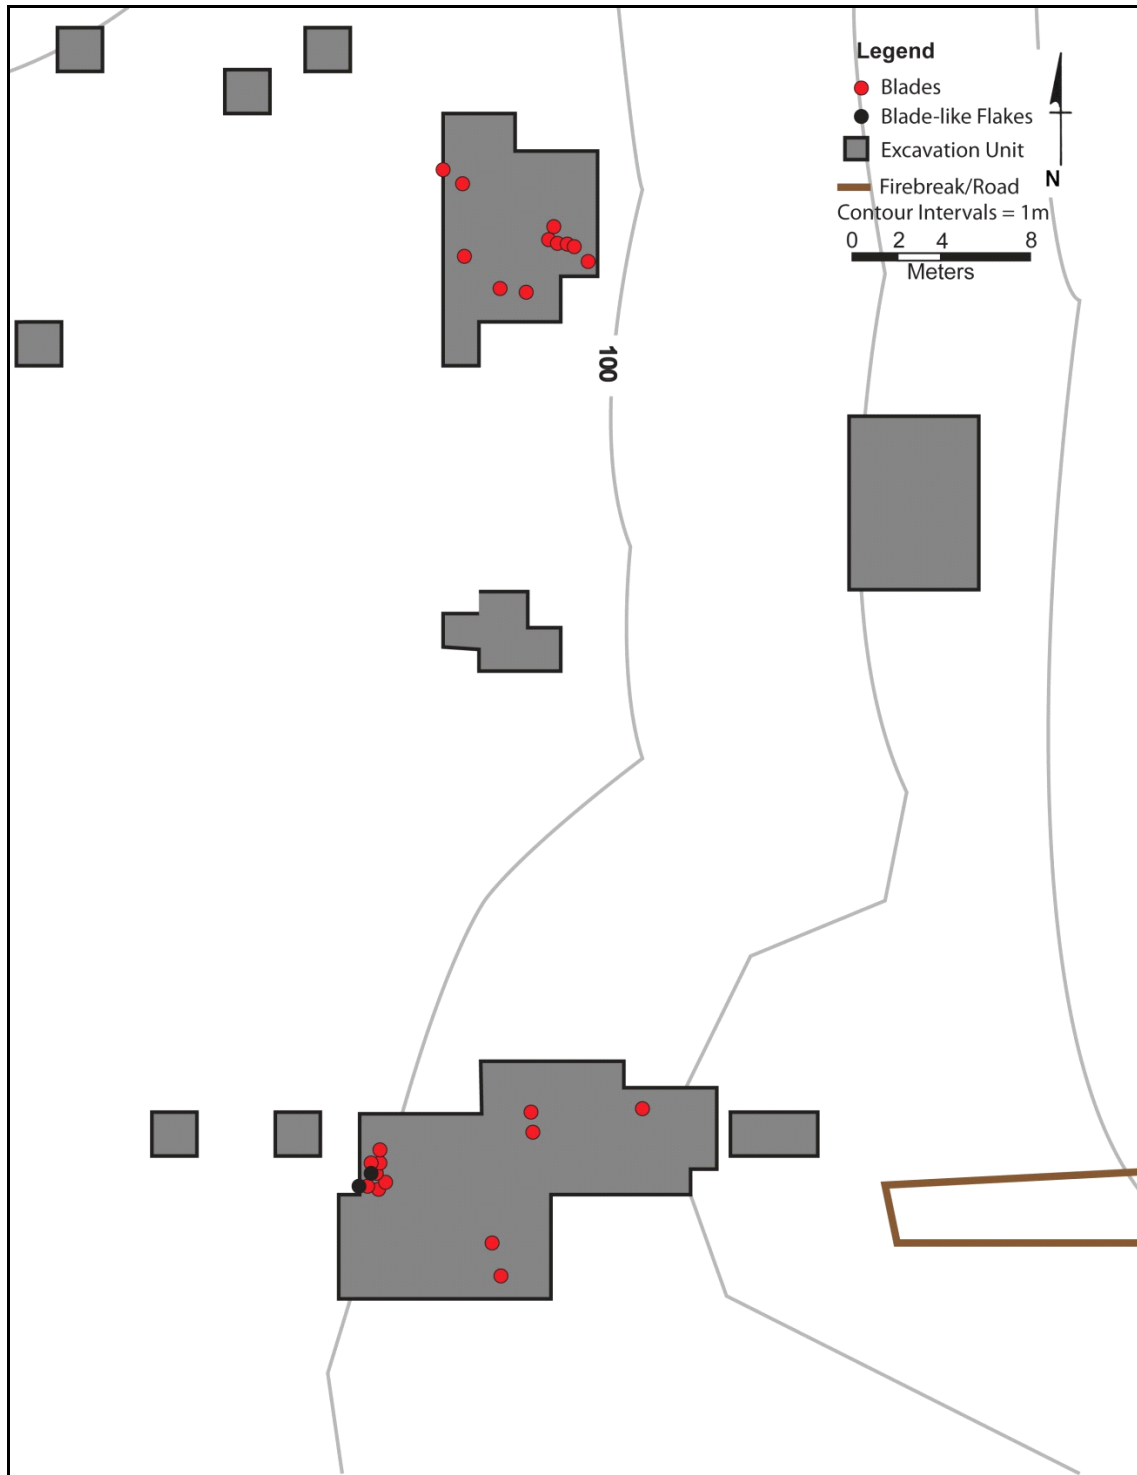 Legend
Blades
Blade-like Flakes
Excavation Unit
N
Firebreak/Road
Contour Intervals = 1m
0 2 4 8
Meters
100